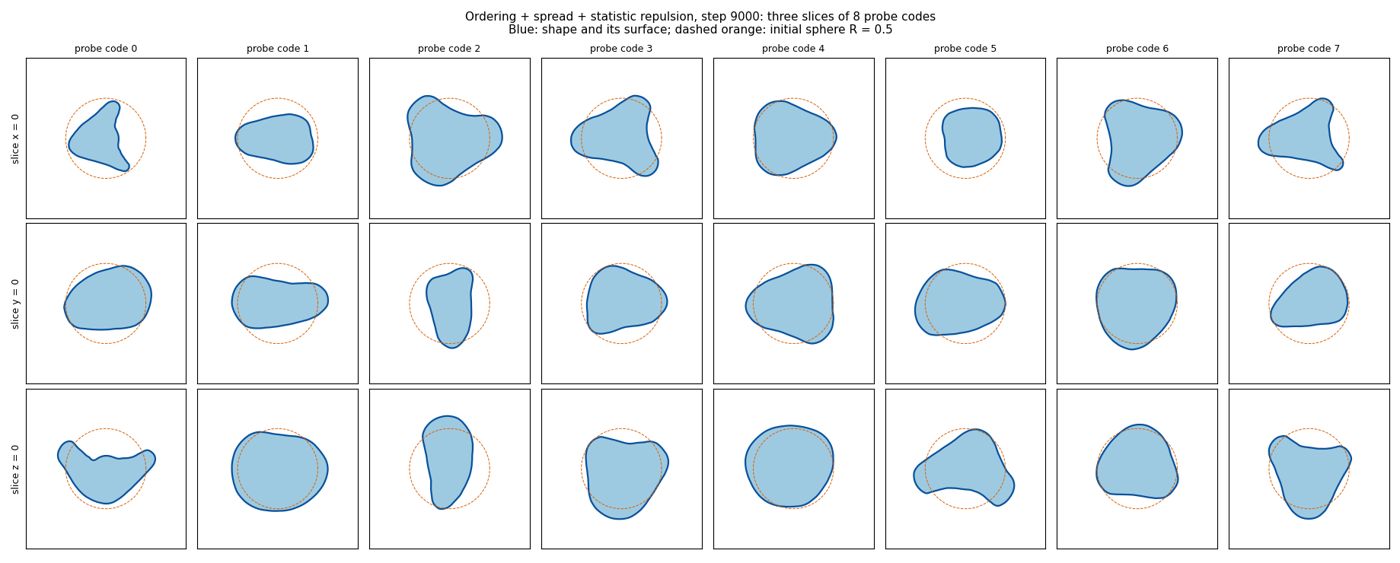 Ordering + spread + statistic repulsion, step 9000: three slices of 8 probe codes
Blue: shape and its surface; dashed orange: initial sphere R = 0.5
probe code 0
probe code 1
probe code 2
probe code 3
probe code 4
probe code 5
probe code 6
probe code 7
slice x = 0
slice y = 0
slice z = 0